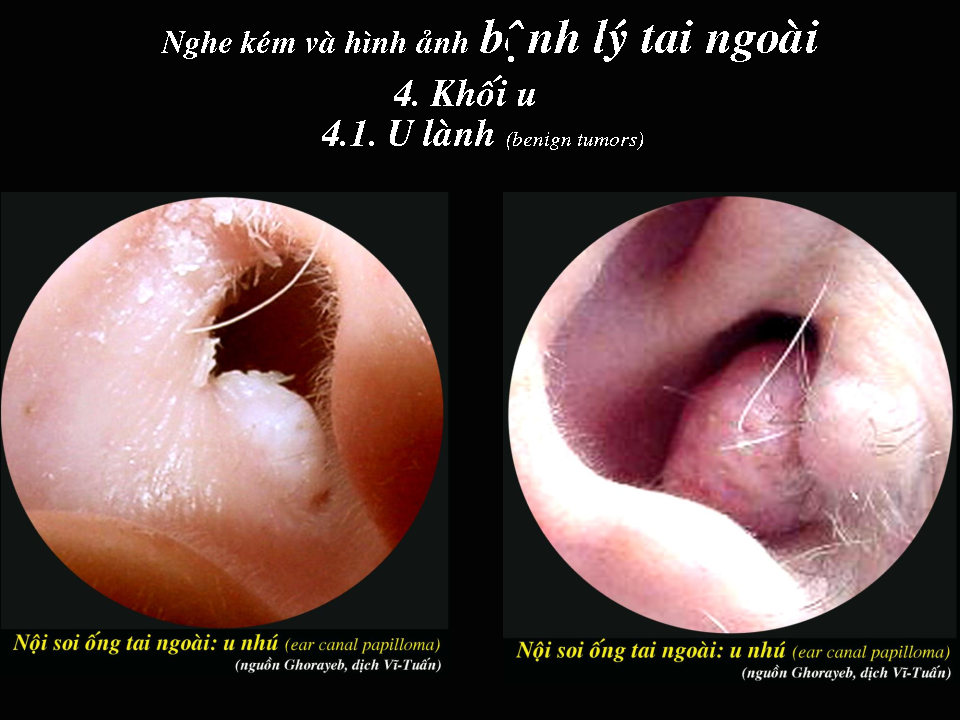 Nghe kém và hình ảnh bệnh lý tai ngoài
4. Khối u
4.1. U lành (benign tumors)
Nội soi ống tai ngoài: u nhú (ear canal papilloma)
(nguồn Ghorayeb, dịch Vĩ-Tuấn)
Nội soi ống tai ngoài: u nhú (ear canal papilloma)
(nguồn Ghorayeb, dịch Vĩ-Tuấn)